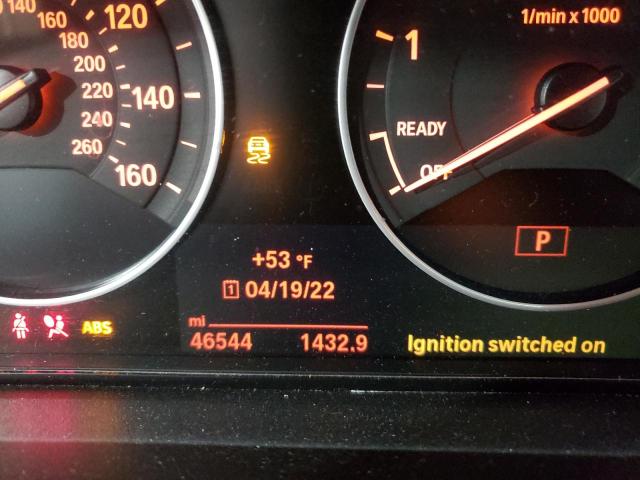 140
160
180
200
220
240
260
120
140
160
1/min x 1000
1
READY
OFF
P
+53 °F
1 04/19/22
mi
46544 1432.9
ABS
Ignition switched on